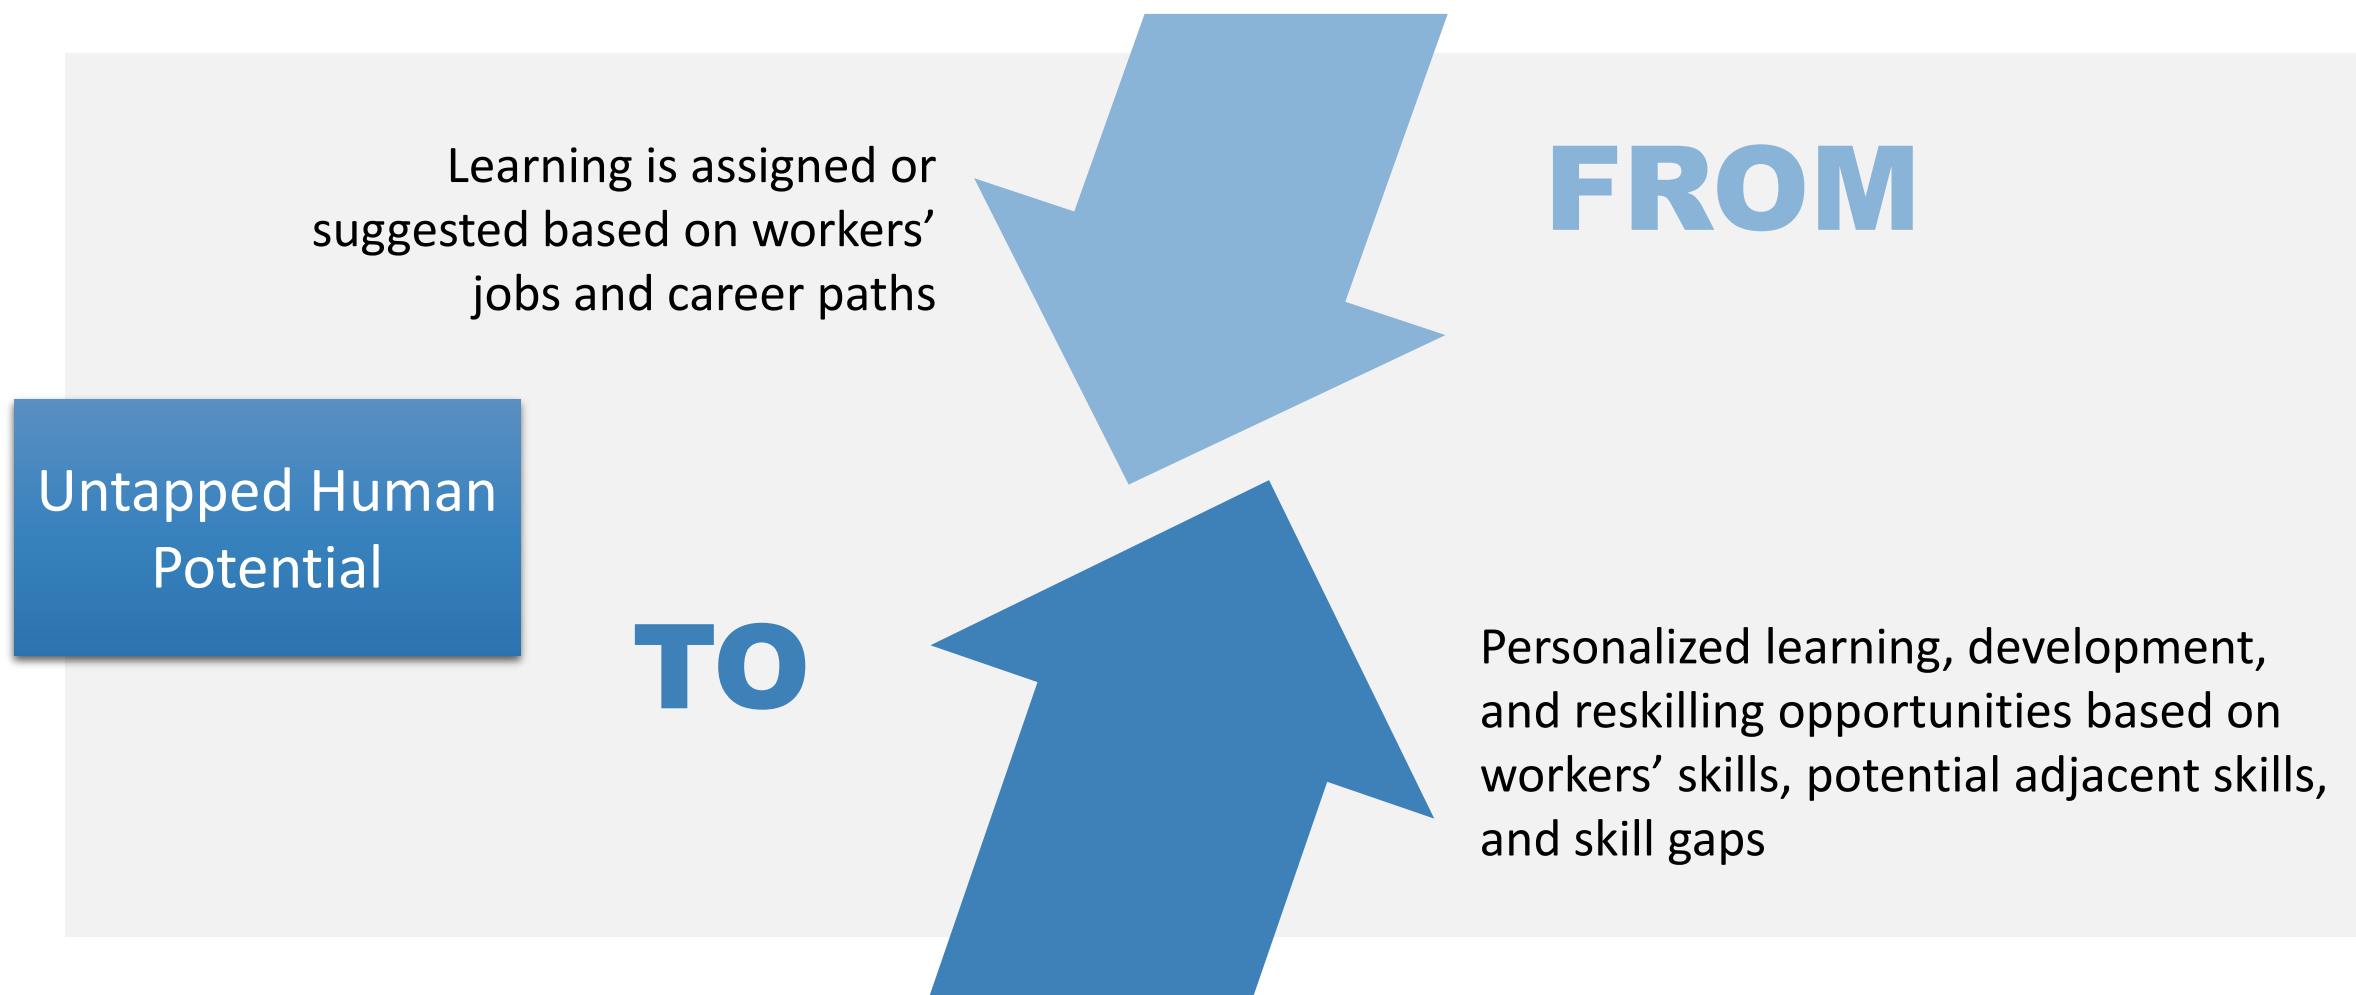 Learning is assigned or
suggested based on workers’
jobs and career paths
FROM
Untapped Human
Potential
TO
Personalized learning, development,
and reskilling opportunities based on
workers’ skills, potential adjacent skills,
and skill gaps